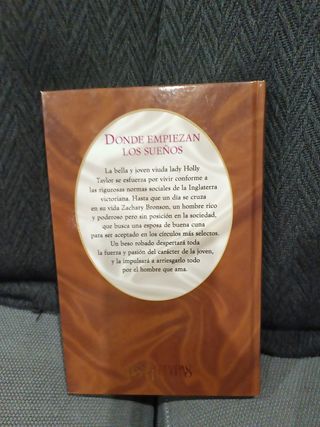 DONDE EMPIEZAN
LOS SUEÑOS
La bella y joven viuda lady Holly
Taylor se esfuerza por vivir conforme a
las rigurosas normas sociales de la Inglaterra
victoriana. Hasta que un día se cruza
en su vida Zachary Bronson, un hombre rico
y poderoso pero sin posición en la sociedad,
que busca una esposa de buena cuna
para ser aceptado en los círculos más selectos.
Un beso robado despertará toda
la fuerza y pasión del carácter de la joven,
y la impulsará a arriesgarlo todo
por el hombre que ama.